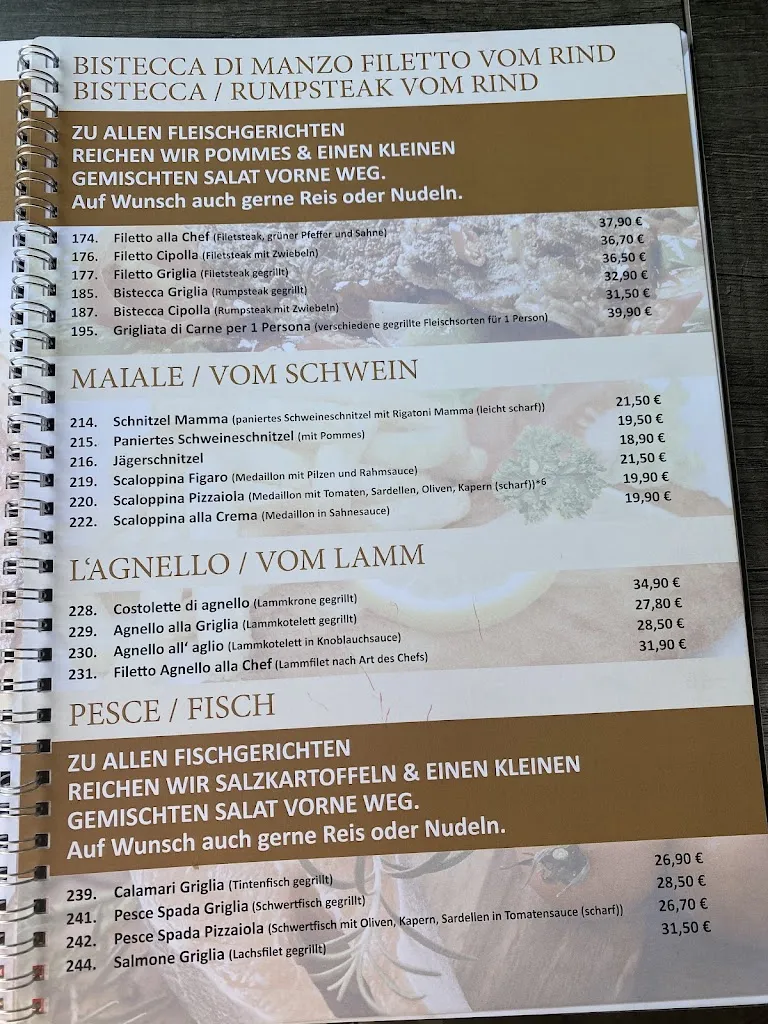 BISTECCA DI MANZO FILETTO VOM RIND
BISTECCA / RUMPSTEAK VOM RIND
ZU ALLEN FLEISCHGERICHTEN
REICHEN WIR POMMES & EINEN KLEINEN
GEMISCHTEN SALAT VORNE WEG.
Auf Wunsch auch gerne Reis oder Nudeln.
174. Filetto alla Chef (Filetsteak, grüner Pfeffer und Sahne) 37,90 €
176. Filetto Cipolla (Filetsteak mit Zwiebeln) 36,70 €
177. Filetto Griglia (Filetsteak gegrillt) 36,50 €
185. Bistecca Griglia (Rumpsteak gegrillt) 32,90 €
187. Bistecca Cipolla (Rumpsteak mit Zwiebeln) 31,50 €
195. Grigliata di Carne per 1 Persona (verschiedene gegrillte Fleischsorten für 1 Person) 39,90 €
MAIALE / VOM SCHWEIN
214. Schnitzel Mamma (paniertes Schweineschnitzel mit Rigatoni Mamma (leicht scharf)) 21,50 €
215. Paniertes Schweineschnitzel (mit Pommes) 19,50 €
216. Jägerschnitzel 18,90 €
219. Scaloppina Figaro (Medaillon mit Pilzen und Rahmsauce) 21,50 €
220. Scaloppina Pizzaiola (Medaillon mit Tomaten, Sardellen, Oliven, Kapern (scharf))*6 19,90 €
222. Scaloppina alla Crema (Medaillon in Sahnesauce) 19,90 €
L‘AGNELLO / VOM LAMM
228. Costolette di agnello (Lammkrone gegrillt) 34,90 €
229. Agnello alla Griglia (Lammkotelett gegrillt) 27,80 €
230. Agnello all‘ aglio (Lammkotelett in Knoblauchsauce) 28,50 €
231. Filetto Agnello alla Chef (Lammfilet nach Art des Chefs) 31,90 €
PESCE / FISCH
ZU ALLEN FISCHGERICHTEN
REICHEN WIR SALZKARTOFFELN & EINEN KLEINEN
GEMISCHTEN SALAT VORNE WEG.
Auf Wunsch auch gerne Reis oder Nudeln.
239. Calamari Griglia (Tintenfisch gegrillt) 26,90 €
241. Pesce Spada Griglia (Schwertfisch gegrillt) 28,50 €
242. Pesce Spada Pizzaiola (Schwertfisch mit Oliven, Kapern, Sardellen in Tomatensauce (scharf)) 26,70 €
244. Salmone Griglia (Lachsfilet gegrillt) 31,50 €